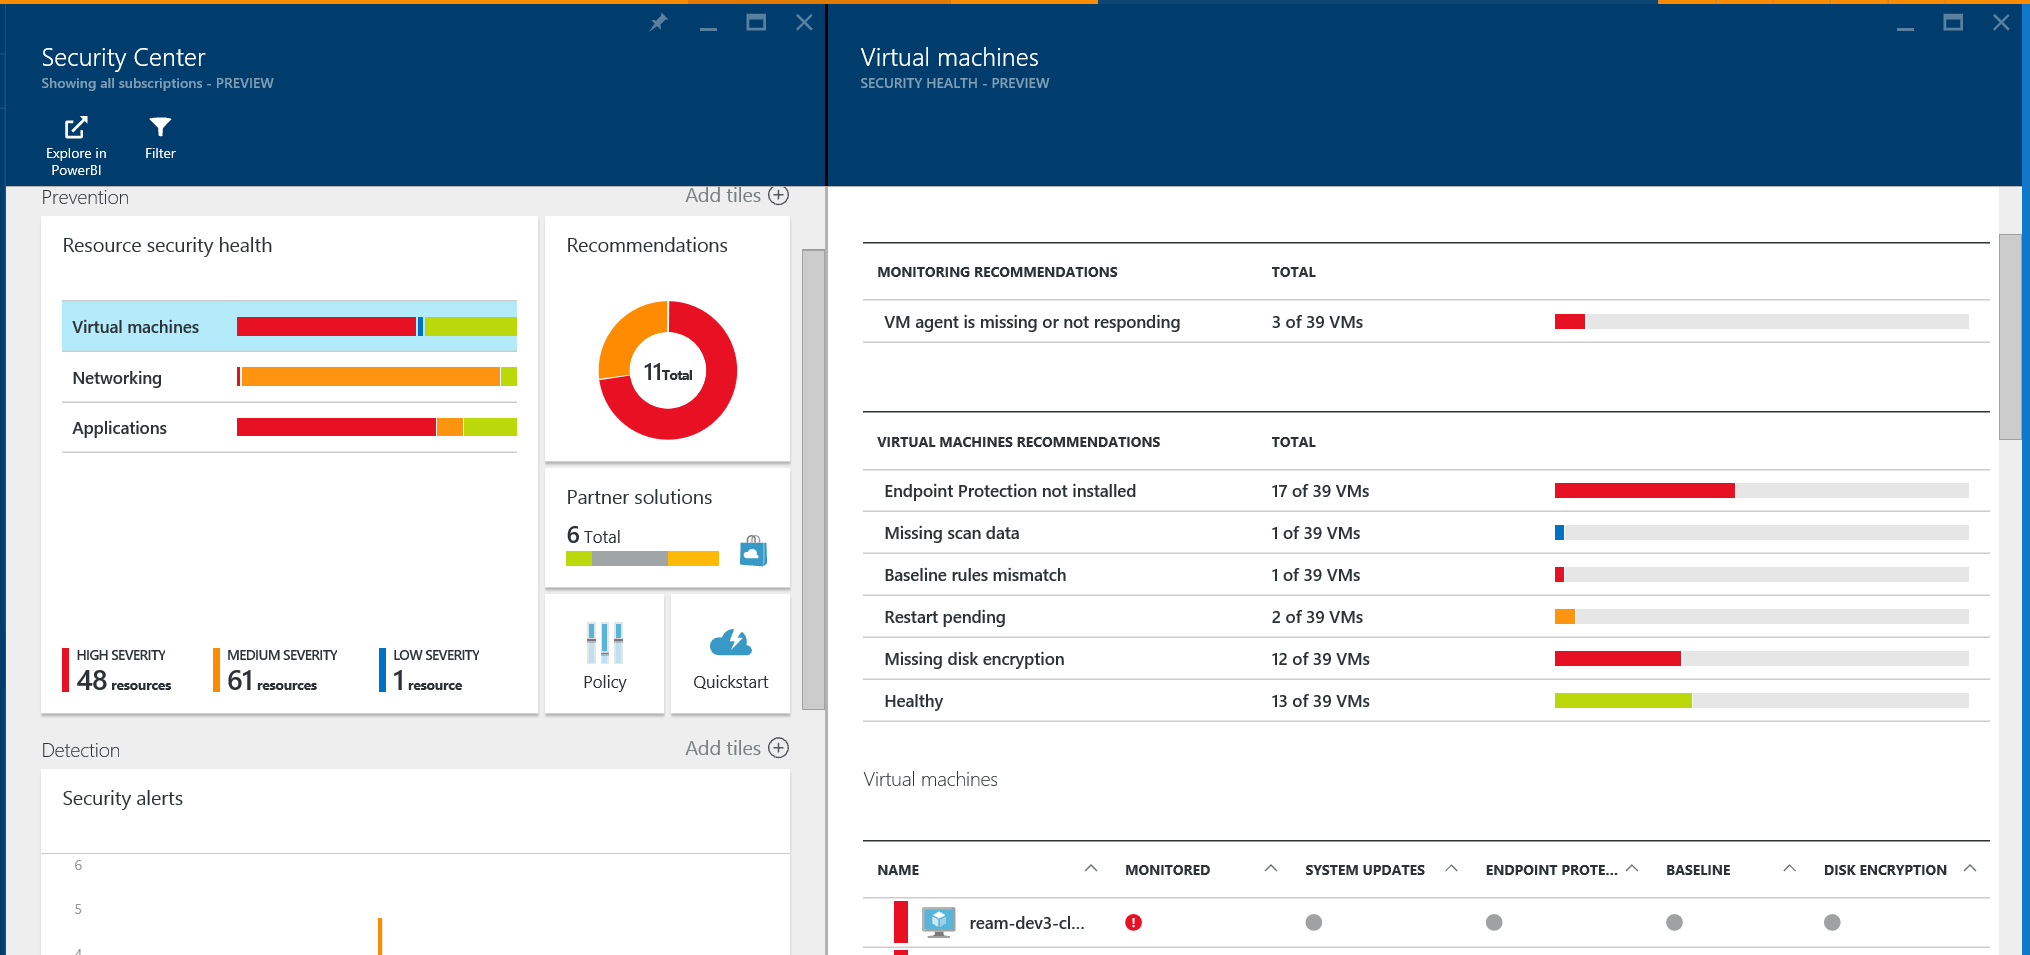 Security Center
Showing all subscriptions - PREVIEW
Explore in
PowerBI
Filter
Prevention
Add tiles
Resource security health
Virtual machines
Networking
Applications
HIGH SEVERITY
48 resources
MEDIUM SEVERITY
61 resources
LOW SEVERITY
1 resource
Recommendations
11 Total
Partner solutions
6 Total
Policy
Quickstart
Detection
Add tiles
Security alerts
6
5
4
Virtual machines
SECURITY HEALTH - PREVIEW
MONITORING RECOMMENDATIONS TOTAL
VM agent is missing or not responding 3 of 39 VMs
VIRTUAL MACHINES RECOMMENDATIONS TOTAL
Endpoint Protection not installed 17 of 39 VMs
Missing scan data 1 of 39 VMs
Baseline rules mismatch 1 of 39 VMs
Restart pending 2 of 39 VMs
Missing disk encryption 12 of 39 VMs
Healthy 13 of 39 VMs
Virtual machines
NAME MONITORED SYSTEM UPDATES ENDPOINT PROTE... BASELINE DISK ENCRYPTION
ream-dev3-cl...